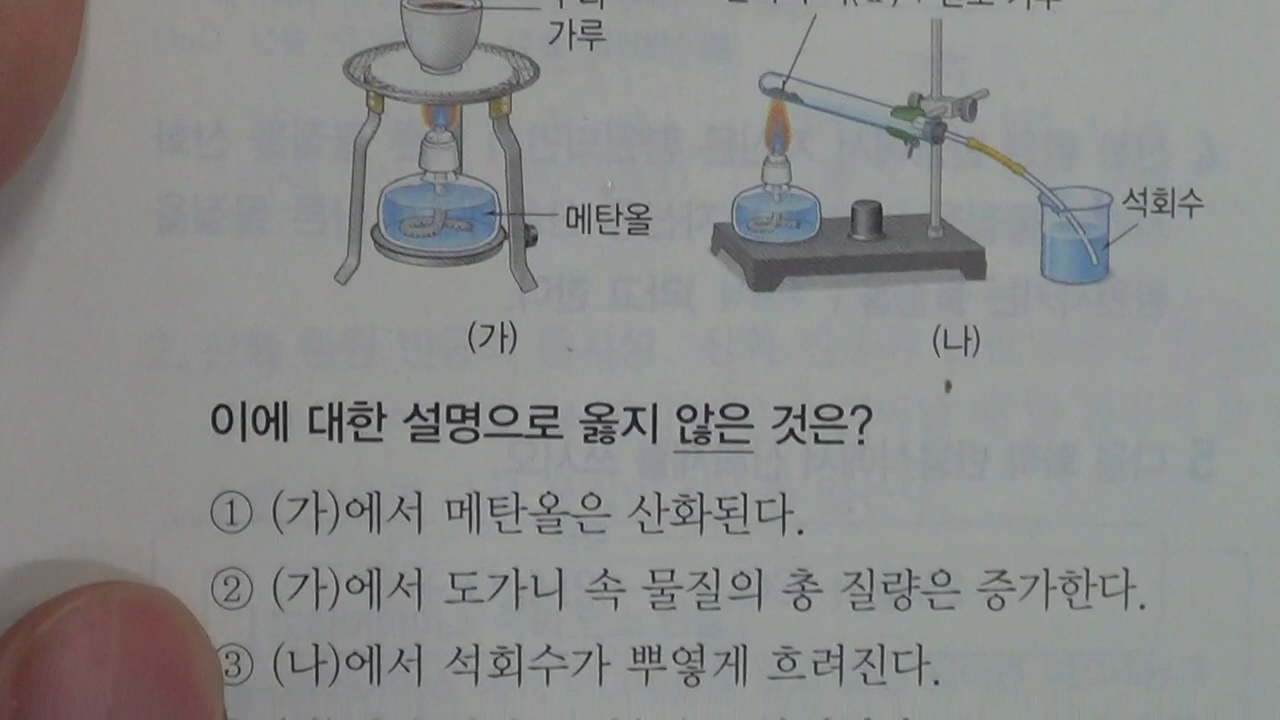 가루
메탄올
석회수
(가)
(나)
이에 대한 설명으로 옳지 않은 것은?
① (가)에서 메탄올은 산화된다.
② (가)에서 도가니 속 물질의 총 질량은 증가한다.
③ (나)에서 석회수가 뿌옇게 흐려진다.